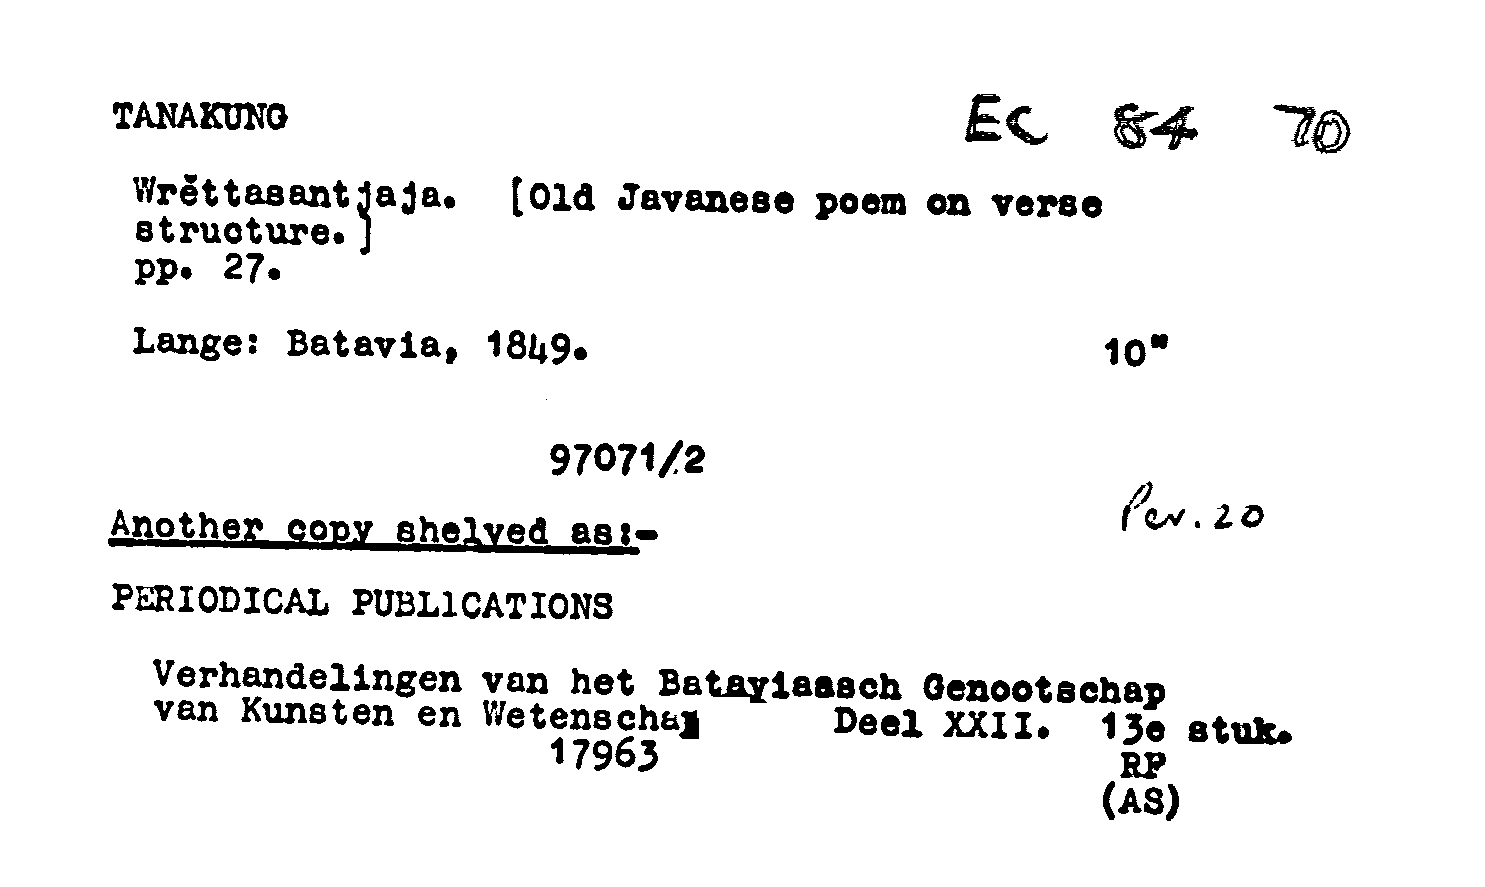 TANAKUNG EC 84 70
Wrĕttasantjaja. [Old Javanese poem on verse
structure.]
pp. 27.
Lange: Batavia, 1849. 10"
97071/2
Another copy shelved as:- Per. 20
PERIODICAL PUBL1CATIONS
Verhandelingen van het Bataviaasch Genootschap
van Kunsten en Wetenschap Deel XXII. 13e stuk.
17963 RP
(AS)